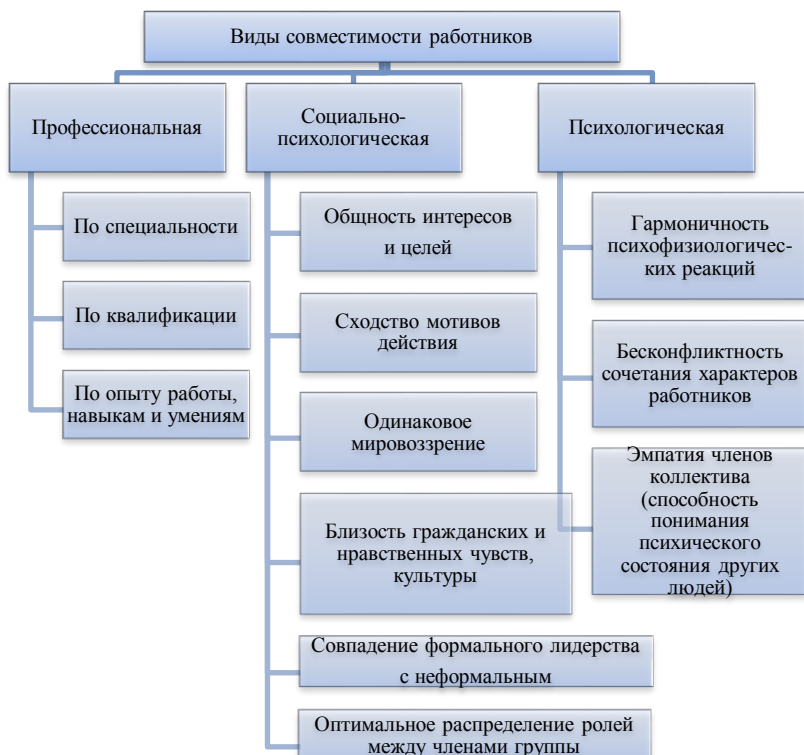 Виды совместимости работников
Профессиональная
По специальности
По квалификации
По опыту работы,
навыкам и умениям
Социально-
психологическая
Общность интересов
и целей
Сходство мотивов
действия
Одинаковое
мировоззрение
Близость гражданских и
нравственных чувств,
культуры
Совпадение формального лидерства
с неформальным
Оптимальное распределение ролей
между членами группы
Психологическая
Гармоничность
психофизиологичес-
ких реакций
Бесконфликтность
сочетания характеров
работников
Эмпатия членов
коллектива
(способность
понимания
психического
состояния других
людей)